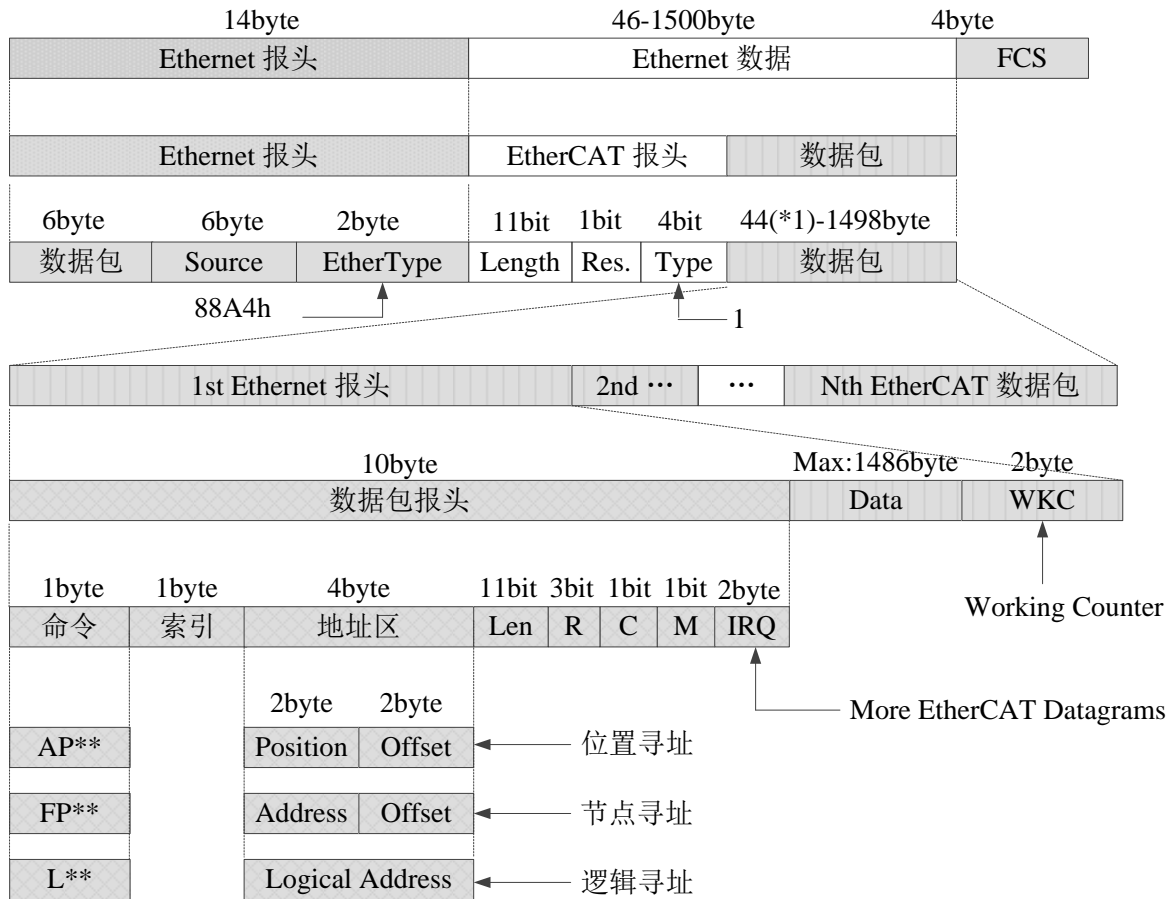 14byte 46-1500byte 4byte
Ethernet 报头 Ethernet 数据 FCS
Ethernet 报头 EtherCAT 报头 数据包
6byte 6byte 2byte 11bit 1bit 4bit 44(*1)-1498byte
数据包 Source EtherType Length Res. Type 数据包
88A4h 1
1st Ethernet 报头 2nd ··· ··· Nth EtherCAT 数据包
10byte Max:1486byte 2byte
数据包报头 Data WKC
1byte 1byte 4byte 11bit 3bit 1bit 1bit 2byte
Working Counter
命令 索引 地址区 Len R C M IRQ
2byte 2byte
More EtherCAT Datagrams
AP** Position Offset 位置寻址
FP** Address Offset 节点寻址
L** Logical Address 逻辑寻址